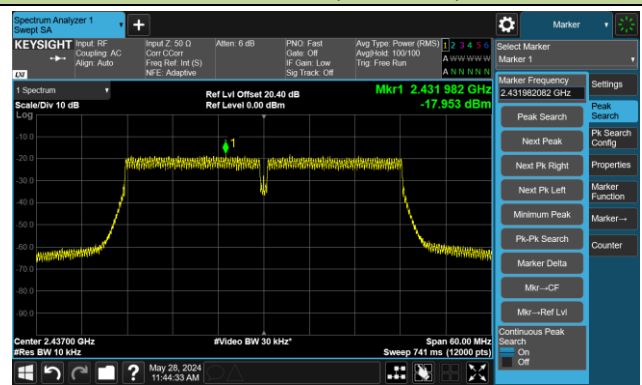 Spectrum Analyzer 1
Swept SA
Marker
KEYSIGHT
Input: RF
Coupling: AC
Align: Auto
Input Z: 50 Ω
Corr CCorr
Freq Ref: Int (S)
NFE: Adaptive
Atten: 6 dB
PNO: Fast
Gate: Off
IF Gain: Low
Sig Track: Off
Avg Type: Power (RMS)
Avg|Hold: 100/100
Trig: Free Run
1 2 3 4 5 6
A W W W W W
A N N N N N
LXI
Select Marker
Marker 1
1 Spectrum
Scale/Div 10 dB
Log
Ref Lvl Offset 20.40 dB
Ref Level 0.00 dBm
Mkr1 2.431 982 GHz
-17.953 dBm
Marker Frequency
2.431982082 GHz
Settings
Peak Search
Peak
Search
Next Peak
Pk Search
Config
Next Pk Right
Properties
Next Pk Left
Marker
Function
Minimum Peak
Marker→
Pk-Pk Search
Counter
Marker Delta
Mkr→CF
Mkr→Ref Lvl
Continuous Peak
Search
On
Off
-10.0
-20.0
-30.0
-40.0
-50.0
-60.0
-70.0
-80.0
-90.0
1
Center 2.43700 GHz
#Res BW 10 kHz
#Video BW 30 kHz*
Span 60.00 MHz
Sweep 741 ms (12000 pts)
?
May 28, 2024
11:44:33 AM